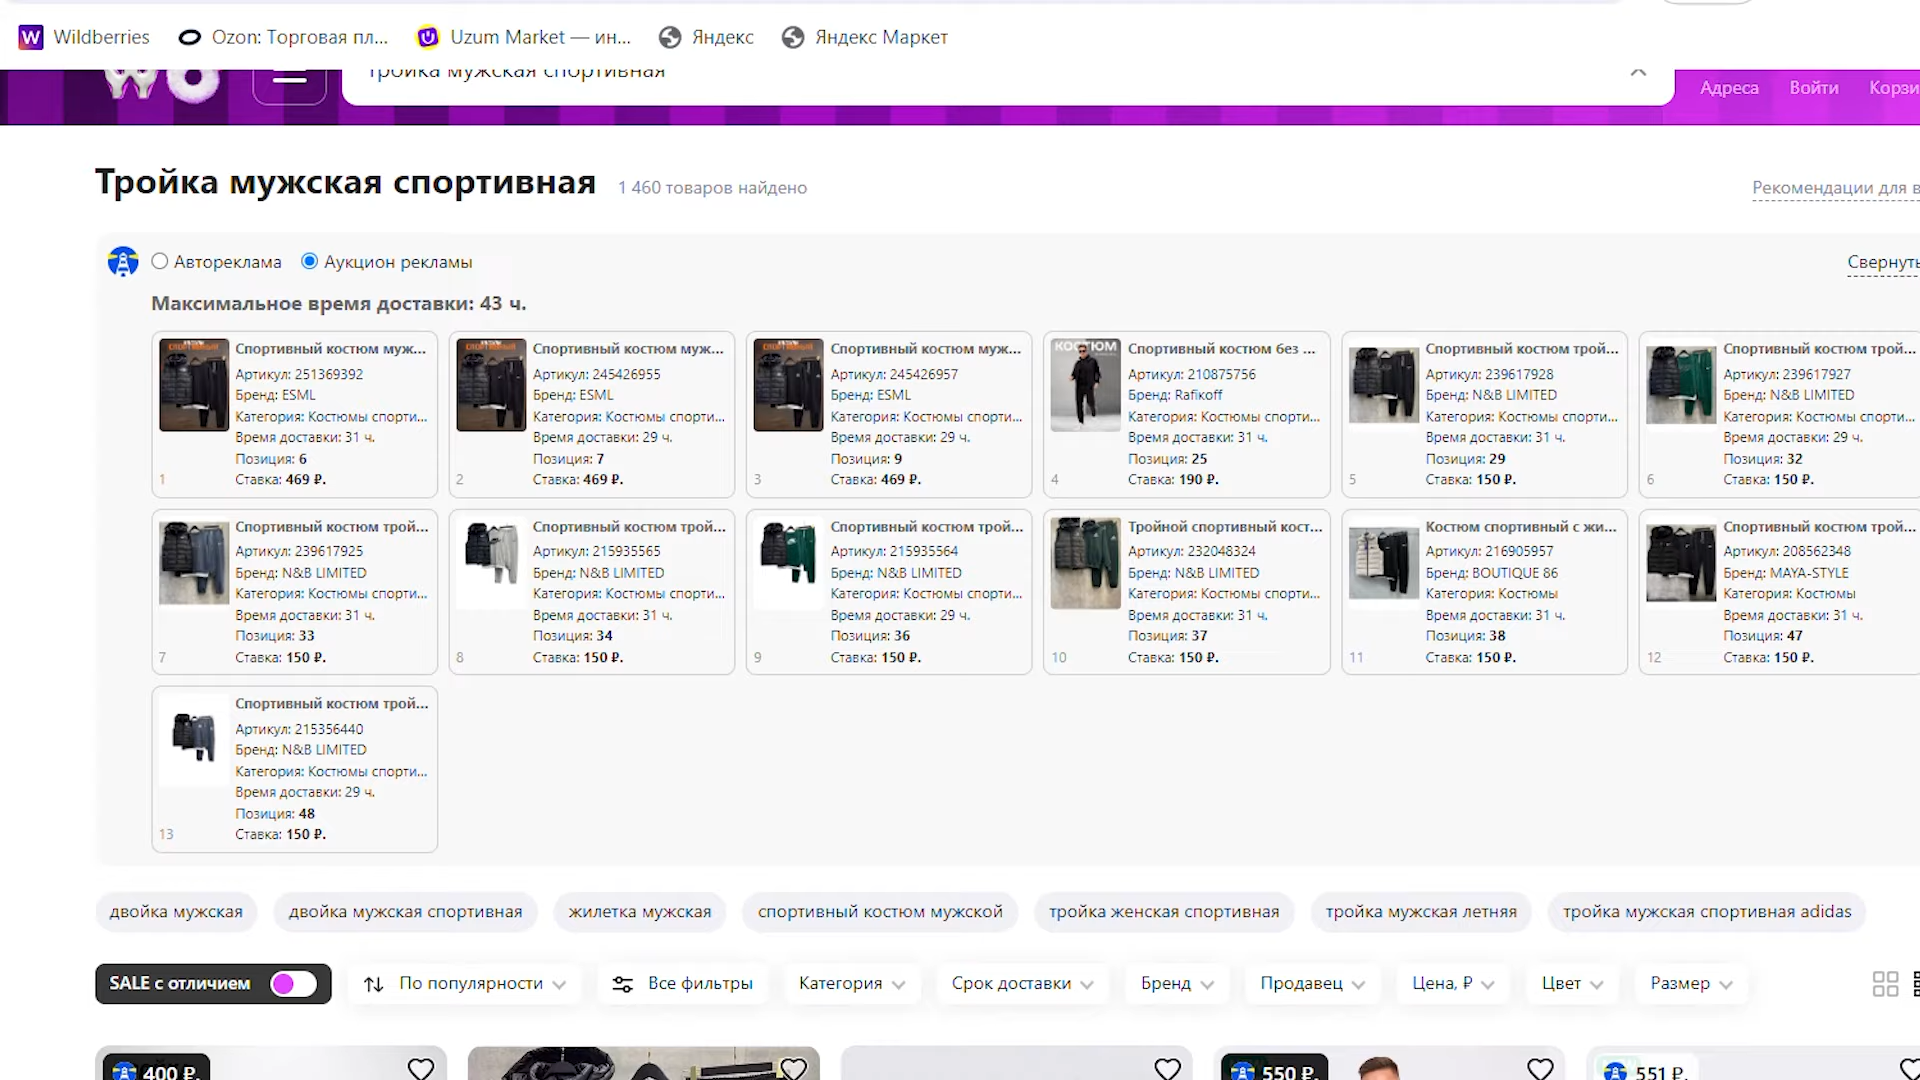 Wildberries
Ozon: Торговая пл...
Uzum Market — ин...
Яндекс
Яндекс Маркет
тройка мужская спортивная
Адреса
Войти
Корзи
Тройка мужская спортивная
1 460 товаров найдено
Рекомендации для в
Автореклама
Аукцион рекламы
Свернуть
Максимальное время доставки: 43 ч.
Спортивный костюм муж...
Артикул: 251369392
Бренд: ESML
Категория: Костюмы спорти...
Время доставки: 31 ч.
Позиция: 6
1
Ставка: 469 ₽.
Спортивный костюм муж...
Артикул: 245426955
Бренд: ESML
Категория: Костюмы спорти...
Время доставки: 29 ч.
Позиция: 7
2
Ставка: 469 ₽.
Спортивный костюм муж...
Артикул: 245426957
Бренд: ESML
Категория: Костюмы спорти...
Время доставки: 29 ч.
Позиция: 9
3
Ставка: 469 ₽.
КОСТЮМ
Спортивный костюм без ...
Артикул: 210875756
Бренд: Rafikoff
Категория: Костюмы спорти...
Время доставки: 31 ч.
Позиция: 25
4
Ставка: 190 ₽.
Спортивный костюм трой...
Артикул: 239617928
Бренд: N&B LIMITED
Категория: Костюмы спорти...
Время доставки: 31 ч.
Позиция: 29
5
Ставка: 150 ₽.
Спортивный костюм трой...
Артикул: 239617927
Бренд: N&B LIMITED
Категория: Костюмы спорти...
Время доставки: 29 ч.
Позиция: 32
6
Ставка: 150 ₽.
Спортивный костюм трой...
Артикул: 239617925
Бренд: N&B LIMITED
Категория: Костюмы спорти...
Время доставки: 31 ч.
Позиция: 33
7
Ставка: 150 ₽.
Спортивный костюм трой...
Артикул: 215935565
Бренд: N&B LIMITED
Категория: Костюмы спорти...
Время доставки: 31 ч.
Позиция: 34
8
Ставка: 150 ₽.
Спортивный костюм трой...
Артикул: 215935564
Бренд: N&B LIMITED
Категория: Костюмы спорти...
Время доставки: 29 ч.
Позиция: 36
9
Ставка: 150 ₽.
Тройной спортивный кост...
Артикул: 232048324
Бренд: N&B LIMITED
Категория: Костюмы спорти...
Время доставки: 31 ч.
Позиция: 37
10
Ставка: 150 ₽.
Костюм спортивный с жи...
Артикул: 216905957
Бренд: BOUTIQUE 86
Категория: Костюмы
Время доставки: 31 ч.
Позиция: 38
11
Ставка: 150 ₽.
Спортивный костюм трой...
Артикул: 208562348
Бренд: MAYA-STYLE
Категория: Костюмы
Время доставки: 31 ч.
Позиция: 47
12
Ставка: 150 ₽.
Спортивный костюм трой...
Артикул: 215356440
Бренд: N&B LIMITED
Категория: Костюмы спорти...
Время доставки: 29 ч.
Позиция: 48
13
Ставка: 150 ₽.
двойка мужская
двойка мужская спортивная
жилетка мужская
спортивный костюм мужской
тройка женская спортивная
тройка мужская летняя
тройка мужская спортивная adidas
SALE с отличием
По популярности
Все фильтры
Категория
Срок доставки
Бренд
Продавец
Цена, ₽
Цвет
Размер
400 ₽.
550 ₽.
551 ₽.